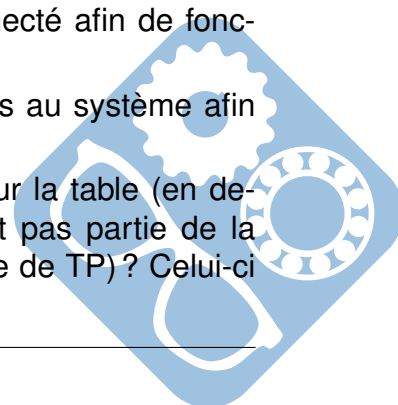 necté afin de fonc-
s au système afin
ur la table (en de-
t pas partie de la
e de TP) ? Celui-ci